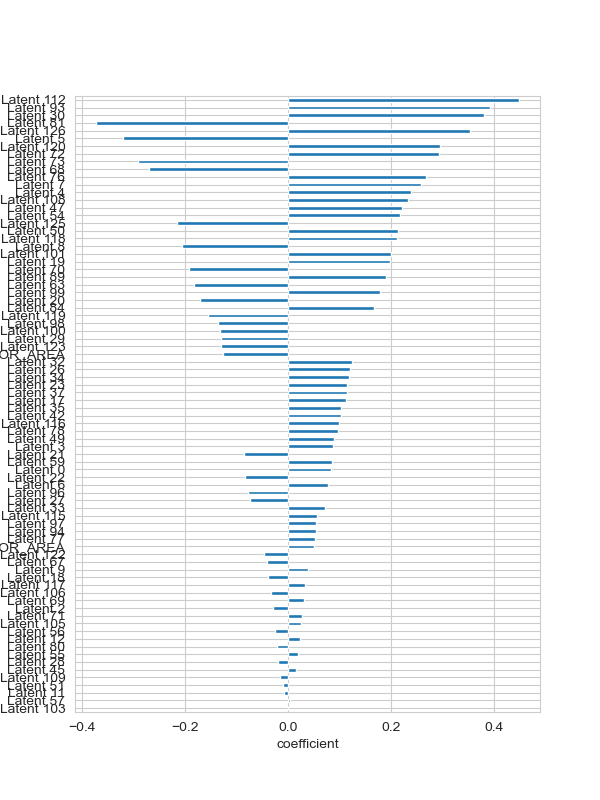 Latent 112
Latent 93
Latent 30
Latent 81
Latent 126
Latent 5
Latent 120
Latent 72
Latent 73
Latent 68
Latent 76
Latent 7
Latent 4
Latent 108
Latent 47
Latent 54
Latent 125
Latent 50
Latent 118
Latent 8
Latent 101
Latent 19
Latent 70
Latent 89
Latent 63
Latent 99
Latent 20
Latent 84
Latent 119
Latent 98
Latent 100
Latent 29
Latent 123
OR_AREA
Latent 32
Latent 26
Latent 34
Latent 23
Latent 37
Latent 17
Latent 35
Latent 42
Latent 116
Latent 78
Latent 49
Latent 3
Latent 21
Latent 59
Latent 0
Latent 22
Latent 6
Latent 96
Latent 27
Latent 33
Latent 115
Latent 97
Latent 94
Latent 77
OR_AREA
Latent 122
Latent 67
Latent 9
Latent 18
Latent 117
Latent 106
Latent 69
Latent 2
Latent 71
Latent 105
Latent 56
Latent 12
Latent 80
Latent 55
Latent 28
Latent 45
Latent 109
Latent 51
Latent 11
Latent 57
Latent 103
−0.4 −0.2 0.0 0.2 0.4
coefficient